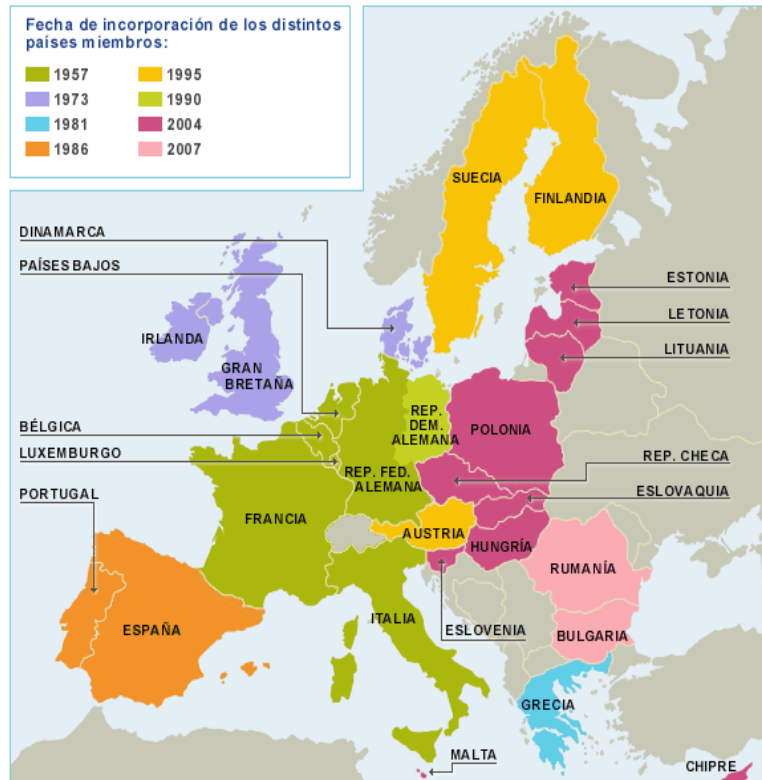 Fecha de incorporación de los distintos
países miembros:
1957
1995
1973
1990
1981
2004
1986
2007
SUECIA
FINLANDIA
DINAMARCA
PAÍSES BAJOS
ESTONIA
LETONIA
LITUANIA
IRLANDA
GRAN
BRETAÑA
BÉLGICA
LUXEMBURGO
REP.
DEM.
ALEMANA
POLONIA
REP. CHECA
REP. FED.
ALEMANA
ESLOVAQUIA
PORTUGAL
FRANCIA
AUSTRIA
HUNGRÍA
RUMANÍA
ESPAÑA
ITALIA
ESLOVENIA
BULGARIA
GRECIA
MALTA
CHIPRE